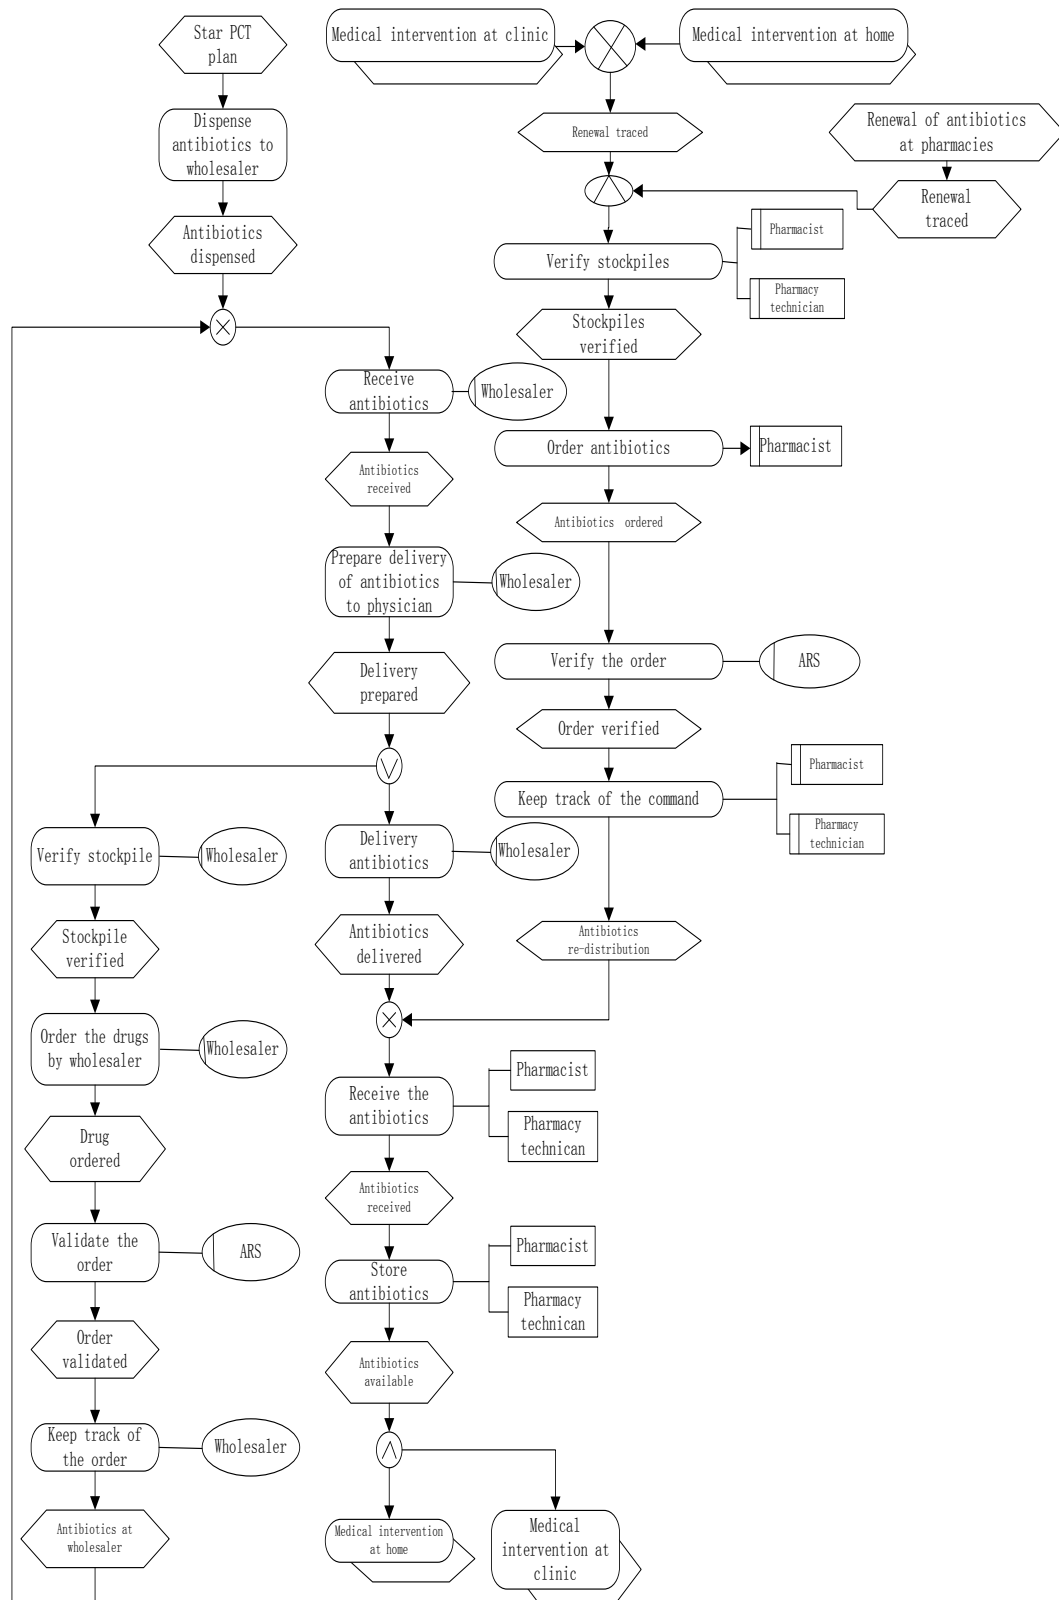 Star PCT
plan
Medical intervention at clinic
Medical intervention at home
Dispense
antibiotics to
wholesaler
Renewal traced
Renewal of antibiotics
at pharmacies
Antibiotics
dispensed
Renewal
traced
Verify stockpiles
Pharmacist
Pharmacy
technician
Stockpiles
verified
Receive
antibiotics
Wholesaler
Order antibiotics
Pharmacist
Antibiotics
received
Antibiotics ordered
Prepare delivery
of antibiotics
to physician
Wholesaler
Verify the order
ARS
Delivery
prepared
Order verified
Keep track of the command
Pharmacist
Pharmacy
technician
Verify stockpile
Wholesaler
Delivery
antibiotics
Wholesaler
Stockpile
verified
Antibiotics
delivered
Antibiotics
re-distribution
Order the drugs
by wholesaler
Wholesaler
Receive the
antibiotics
Pharmacist
Pharmacy
technican
Drug
ordered
Antibiotics
received
Validate the
order
ARS
Store
antibiotics
Pharmacist
Pharmacy
technican
Order
validated
Antibiotics
available
Keep track of
the order
Wholesaler
Antibiotics at
wholesaler
Medical intervention
at home
Medical
intervention at
clinic